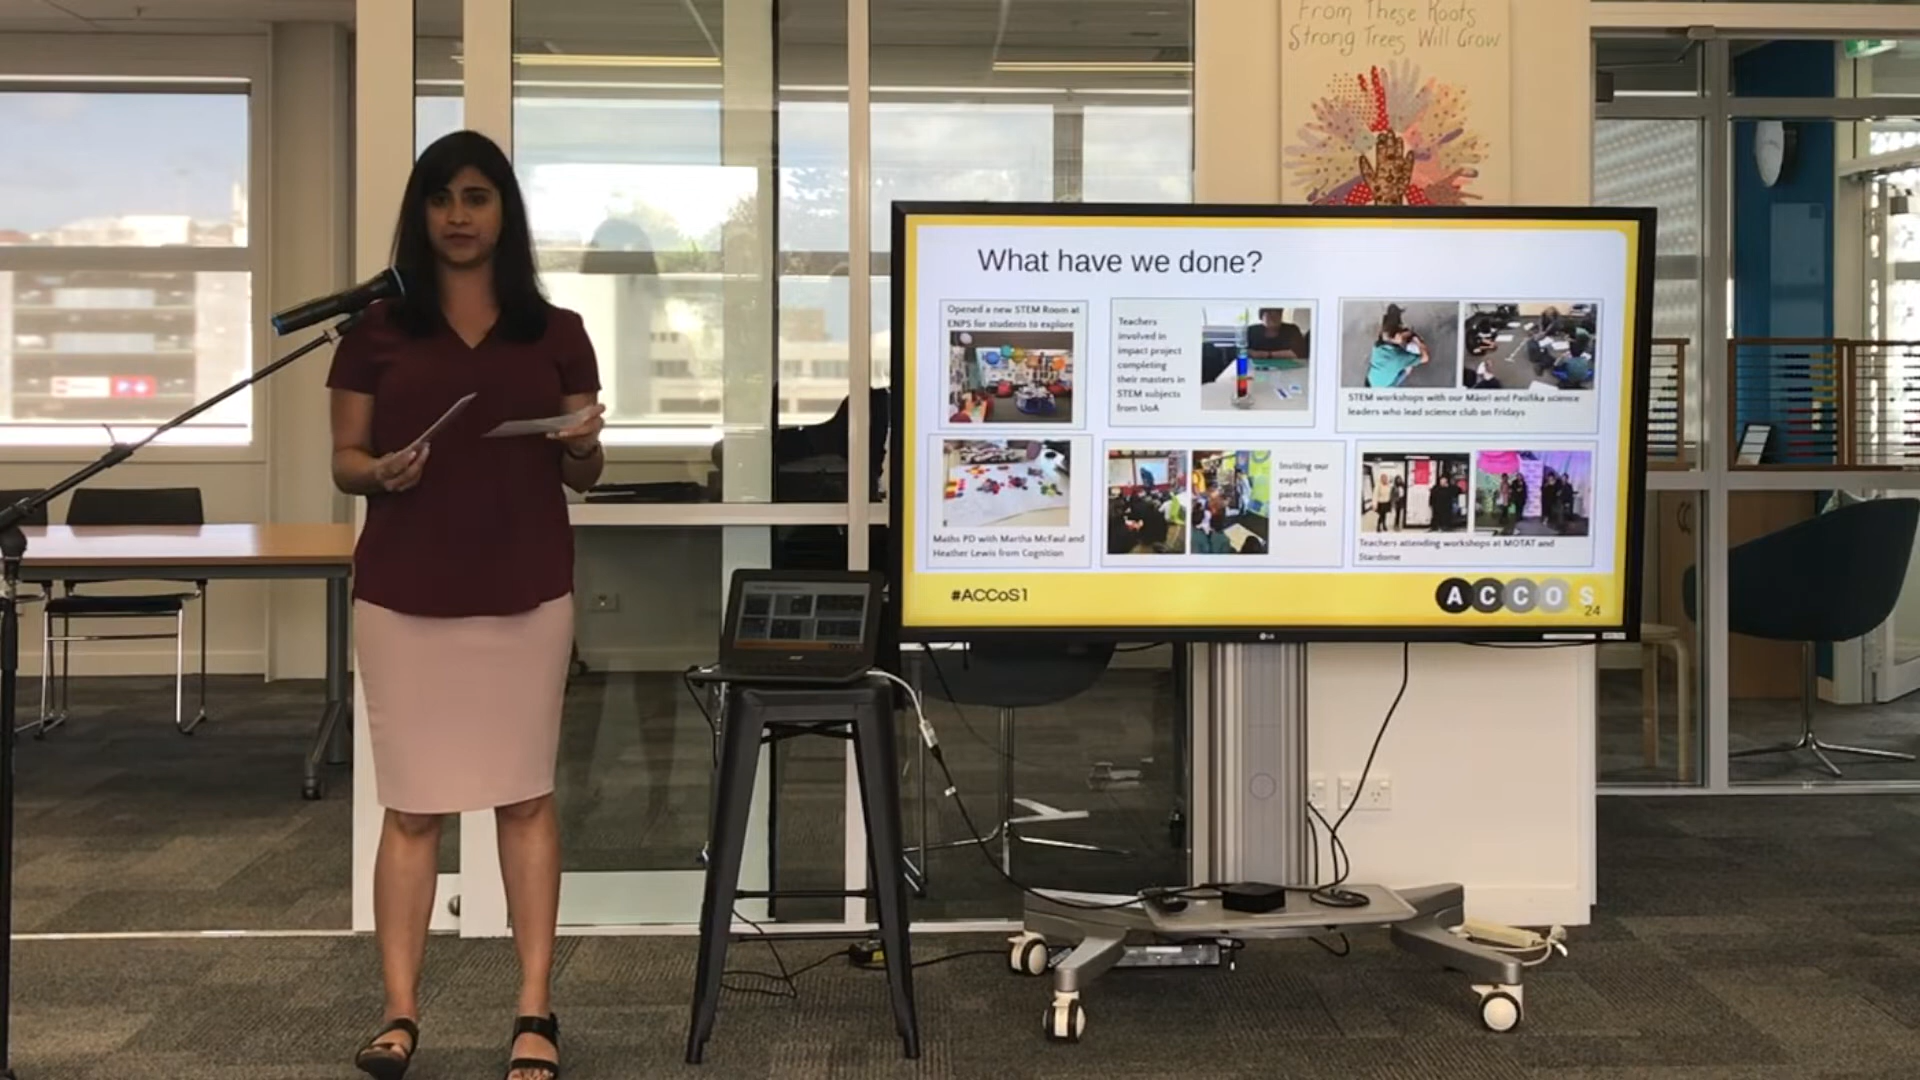 From These Roots
Strong Trees Will Grow
What have we done?
Opened a new STEM Room at
ENPS for students to explore
Teachers
involved in
impact project
completing
their masters in
STEM subjects
from UoA
STEM workshops with our Māori and Pasifika science
leaders who lead science club on Fridays
Maths PD with Martha McFaul and
Heather Lewis from Cognition
Inviting our
expert
parents to
teach topic
to students
Teachers attending workshops at MOTAT and
Stardome
#ACCoS1
ACCOS
24
LG
acer